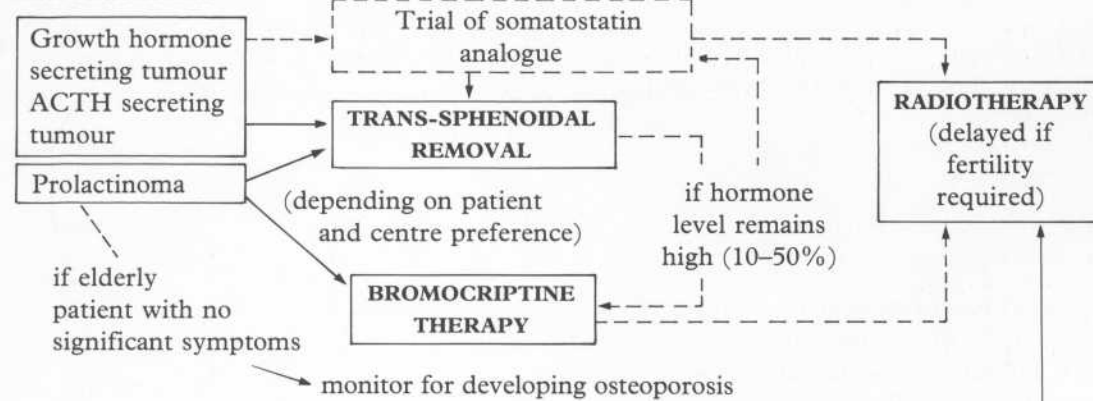 Growth hormone
secreting tumour
ACTH secreting
tumour
Prolactinoma
Trial of somatostatin
analogue
TRANS-SPHENOIDAL
REMOVAL
(depending on patient
and centre preference)
BROMOCRIPTINE
THERAPY
if hormone
level remains
high (10–50%)
RADIOTHERAPY
(delayed if
fertility
required)
if elderly
patient with no
significant symptoms
monitor for developing osteoporosis